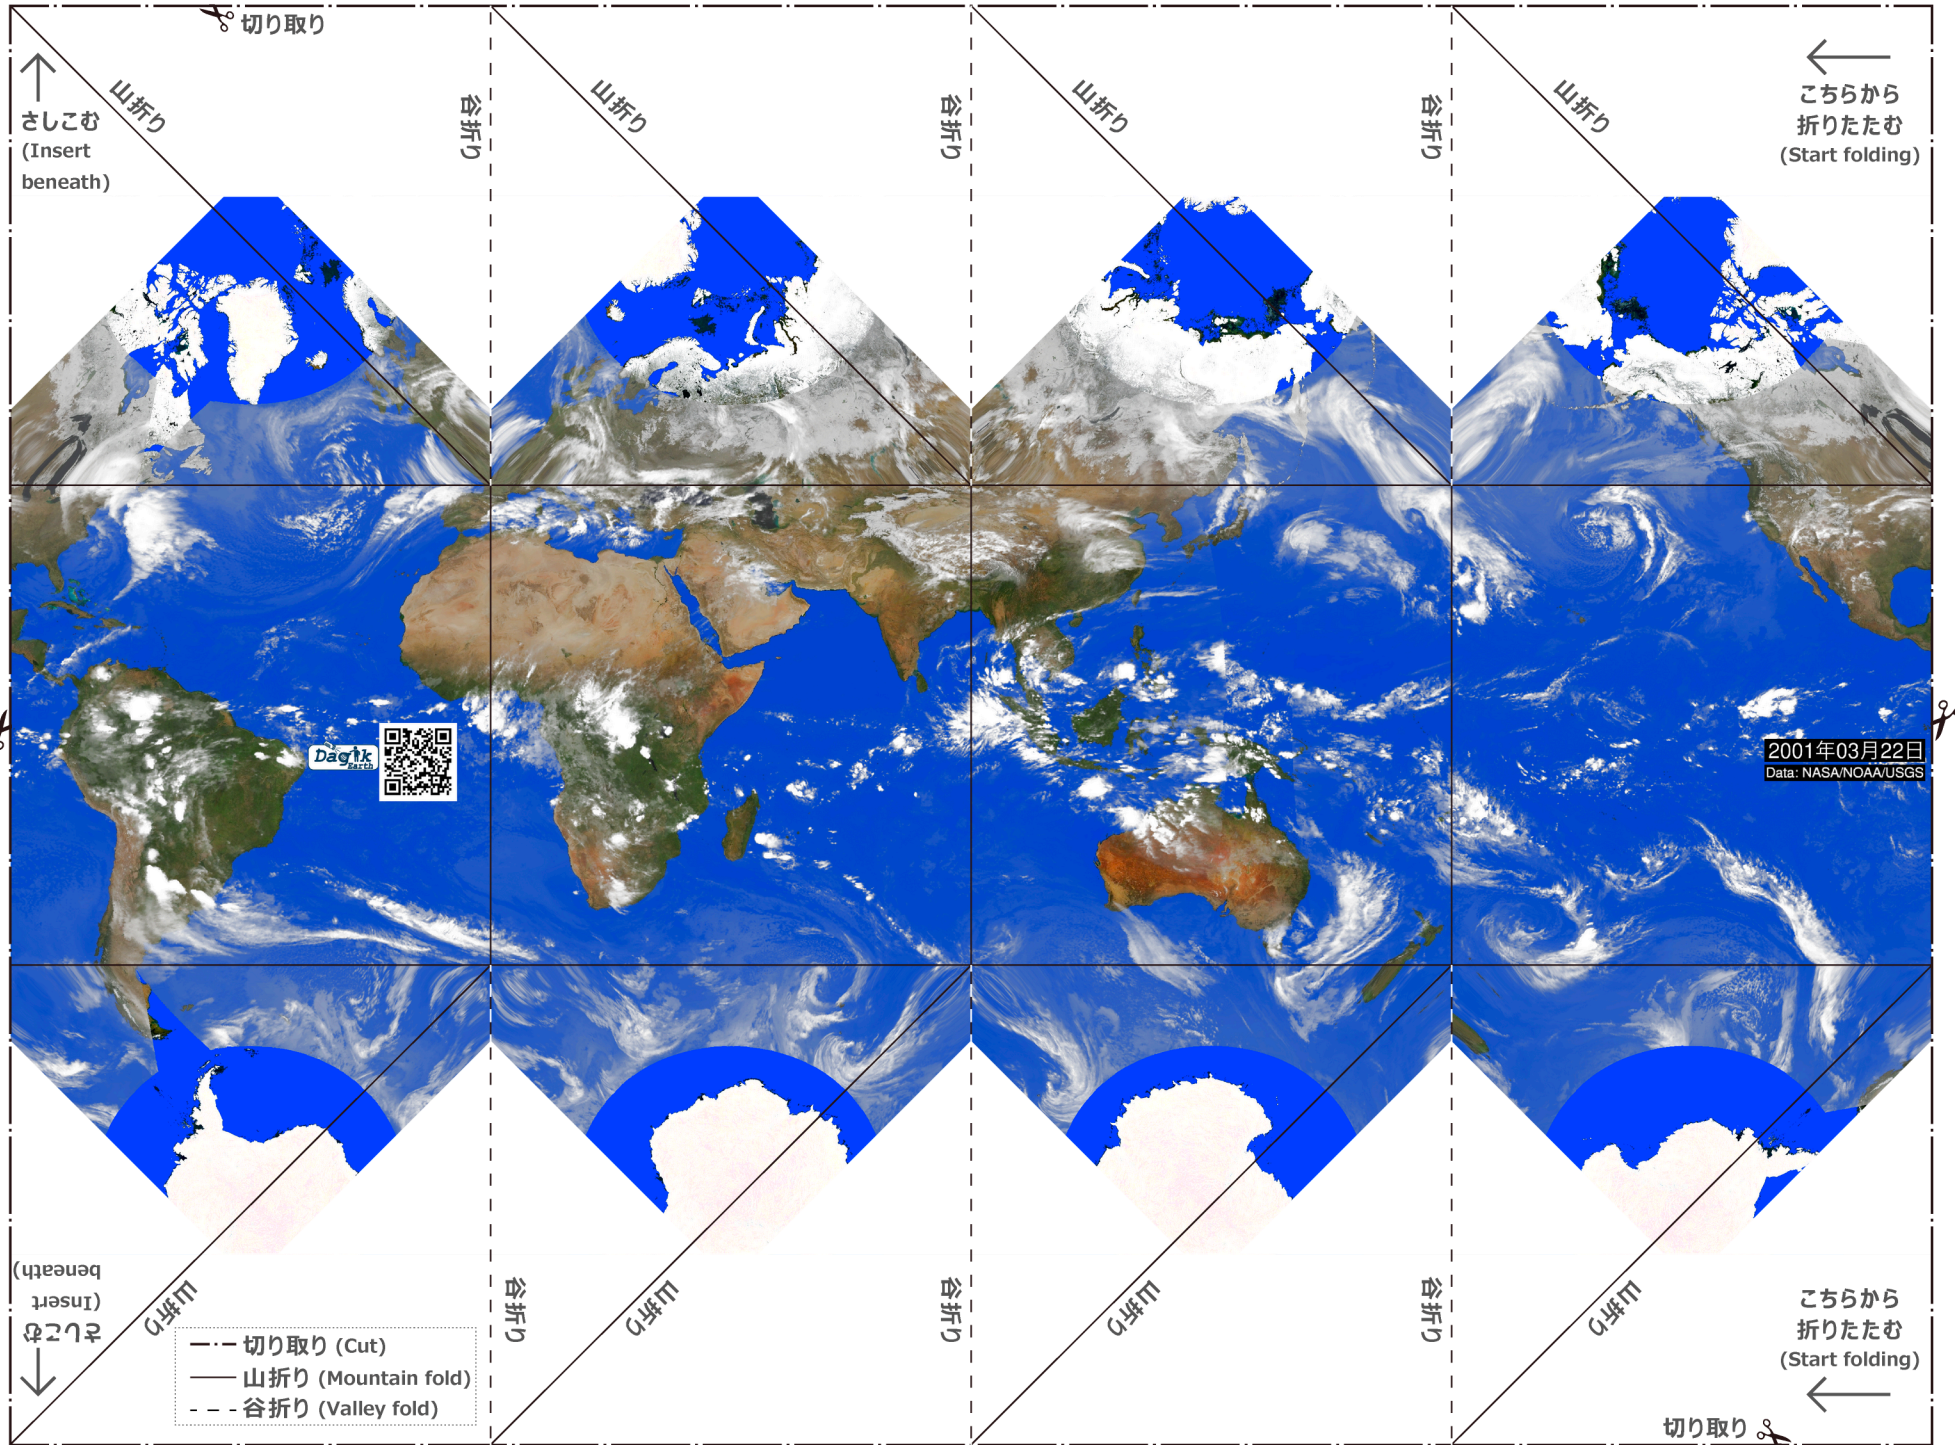 切り取り
さしこむ
(Insert
beneath)
山折り
谷折り
山折り
谷折り
山折り
谷折り
山折り
こちらから
折りたたむ
(Start folding)
Dagik
Earth
2001年03月22日
Data: NASA/NOAA/USGS
さしこむ
(Insert
beneath)
山折り
谷折り
山折り
谷折り
山折り
谷折り
山折り
こちらから
折りたたむ
(Start folding)
切り取り (Cut)
山折り (Mountain fold)
谷折り (Valley fold)
切り取り